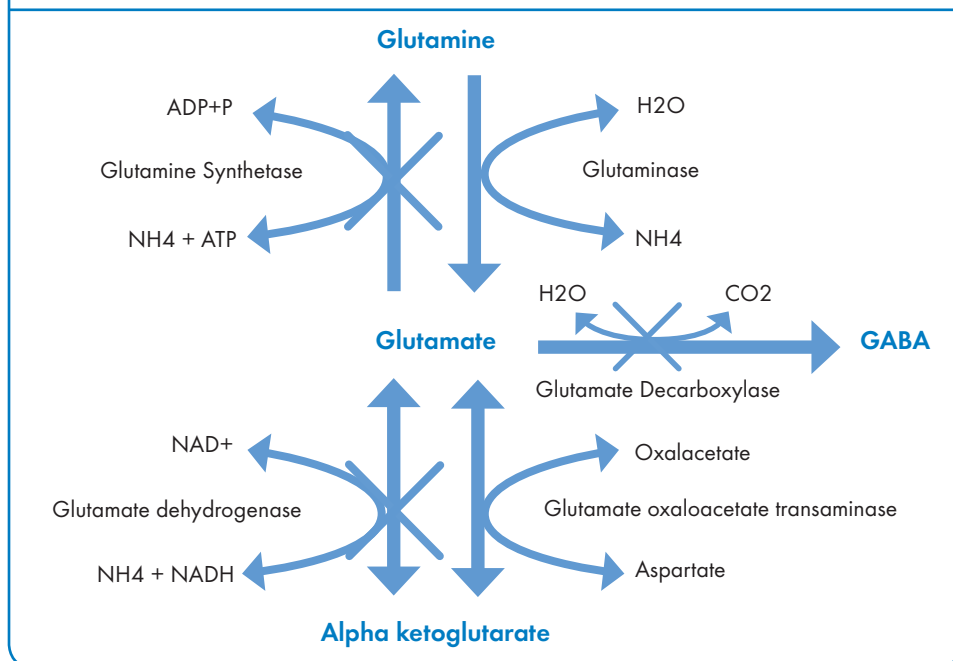 Glutamine
ADP+P
H2O
Glutamine Synthetase
Glutaminase
NH4 + ATP
NH4
H2O
CO2
Glutamate
GABA
Glutamate Decarboxylase
NAD+
Oxalacetate
Glutamate dehydrogenase
Glutamate oxaloacetate transaminase
NH4 + NADH
Aspartate
Alpha ketoglutarate